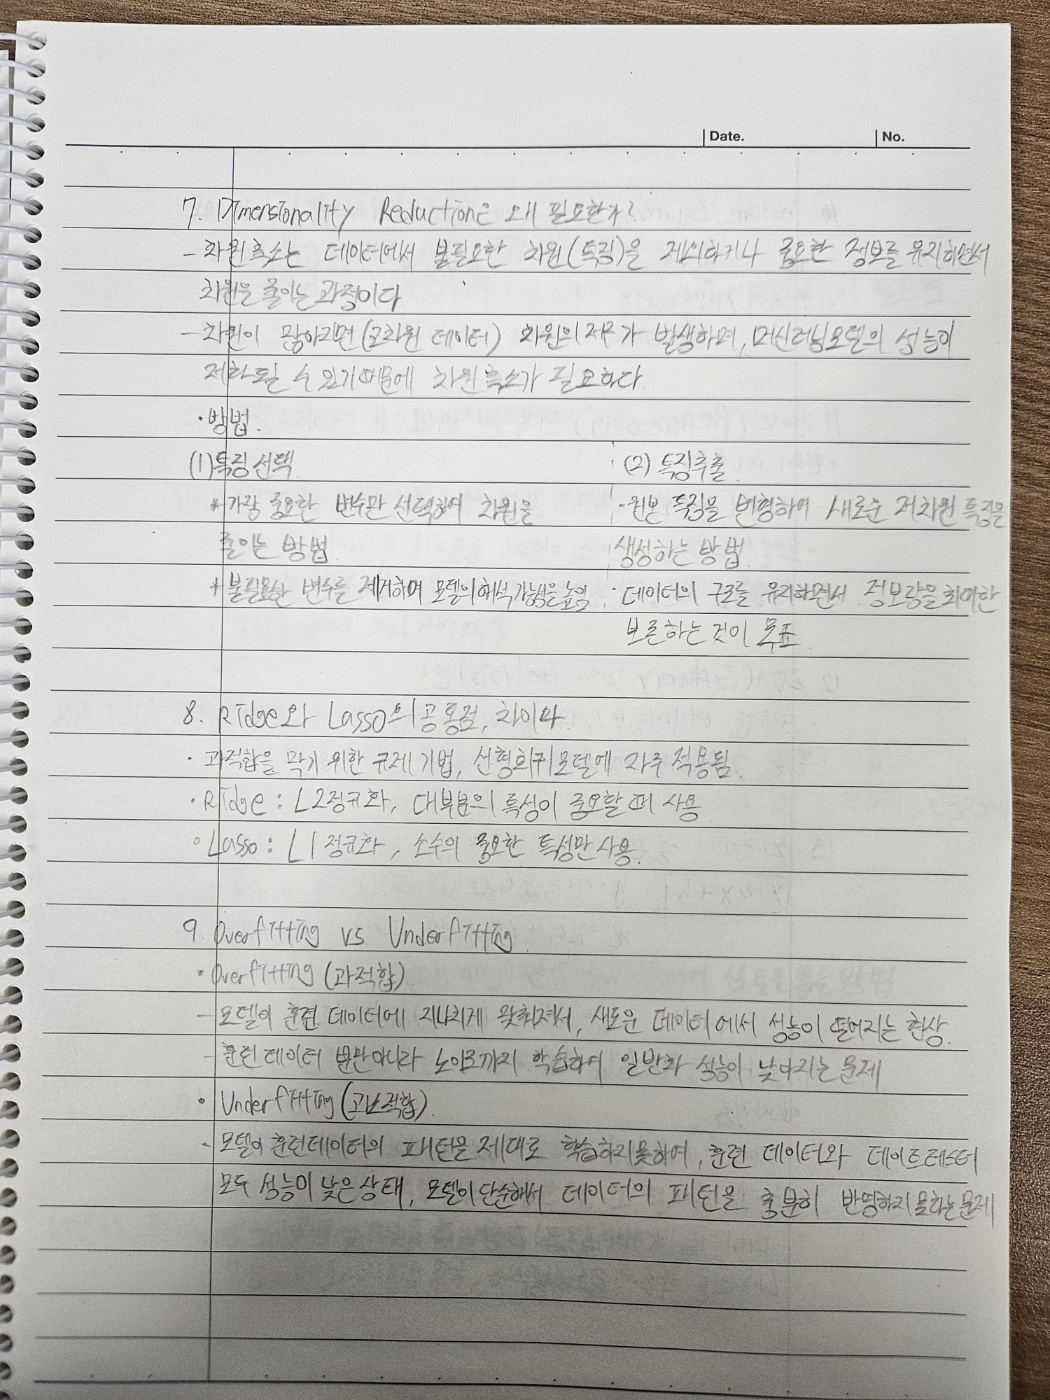 Date. No.
7. Dimensionality Reduction은 왜 필요한가?
- 차원축소는 데이터에서 불필요한 차원(특징)을 제거하거나 중요한 정보를 유지하면서
차원을 줄이는 과정이다
- 차원이 많아지면(고차원 데이터) 차원의 저주가 발생하며, 머신러닝모델의 성능이
저하될 수 있기때문에 차원축소가 필요하다.
· 방법.
(1) 특징 선택.
* 가장 중요한 변수만 선택하여 차원을
줄이는 방법.
* 불필요한 변수를 제거하며 모델의 해석가능성을 높임.
(2) 특징추출.
· 원본 특징을 변형하여 새로운 저차원 특징을
생성하는 방법.
· 데이터의 구조를 유지하면서 정보량을 최대한
보존하는 것이 목표.
8. Ridge와 Lasso의 공통점, 차이다.
· 과적합을 막기 위한 규제 기법, 선형회귀모델에 자주 적용됨.
· Ridge : L2정규화, 대부분의 특성이 중요할 때 사용
· Lasso : L1 정규화, 소수의 중요한 특성만 사용.
9. Overfitting vs Underfitting.
· Overfitting (과적합)
- 모델이 훈련 데이터에 지나치게 맞춰져서, 새로운 데이터에서 성능이 떨어지는 현상.
- 훈련데이터 뿐만아니라 노이즈까지 학습하여 일반화 성능이 낮아지는 문제
· Underfitting (과소적합).
- 모델이 훈련데이터의 패턴을 제대로 학습하지못하여, 훈련 데이터와
모두 성능이 낮은상태, 모델이 단순해서 데이터의 패턴을 충분히 반영하지 못하는 문제